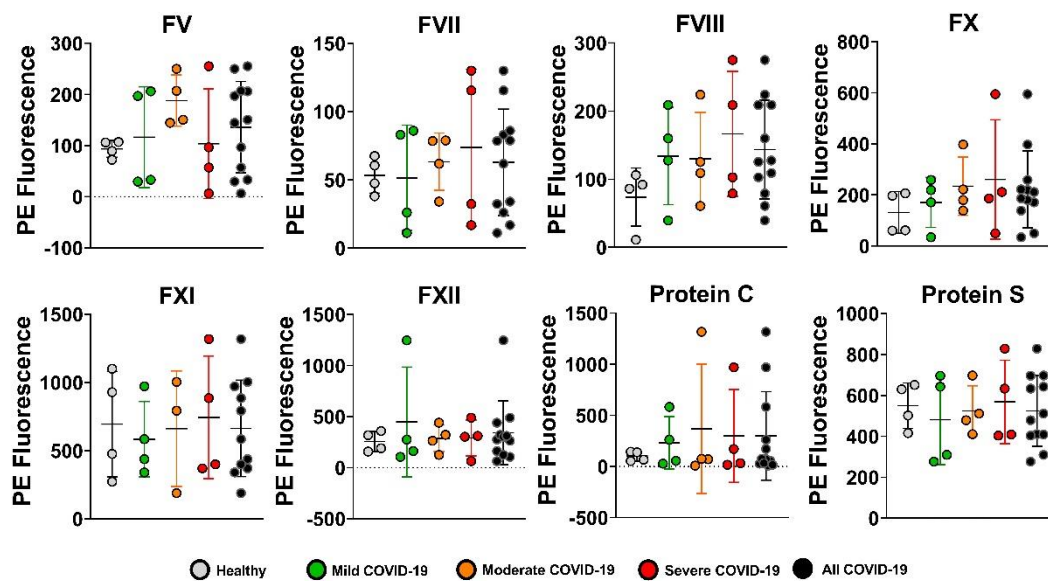 FV
FVII
FVIII
FX
PE Fluorescence
300
200
100
0
-100
PE Fluorescence
150
100
50
0
PE Fluorescence
300
200
100
0
PE Fluorescence
800
600
400
200
0
FXI
FXII
Protein C
Protein S
PE Fluorescence
1500
1000
500
0
PE Fluorescence
1500
1000
500
0
-500
PE Fluorescence
1500
1000
500
0
-500
PE Fluorescence
1000
800
600
400
200
0
Healthy
Mild COVID-19
Moderate COVID-19
Severe COVID-19
All COVID-19